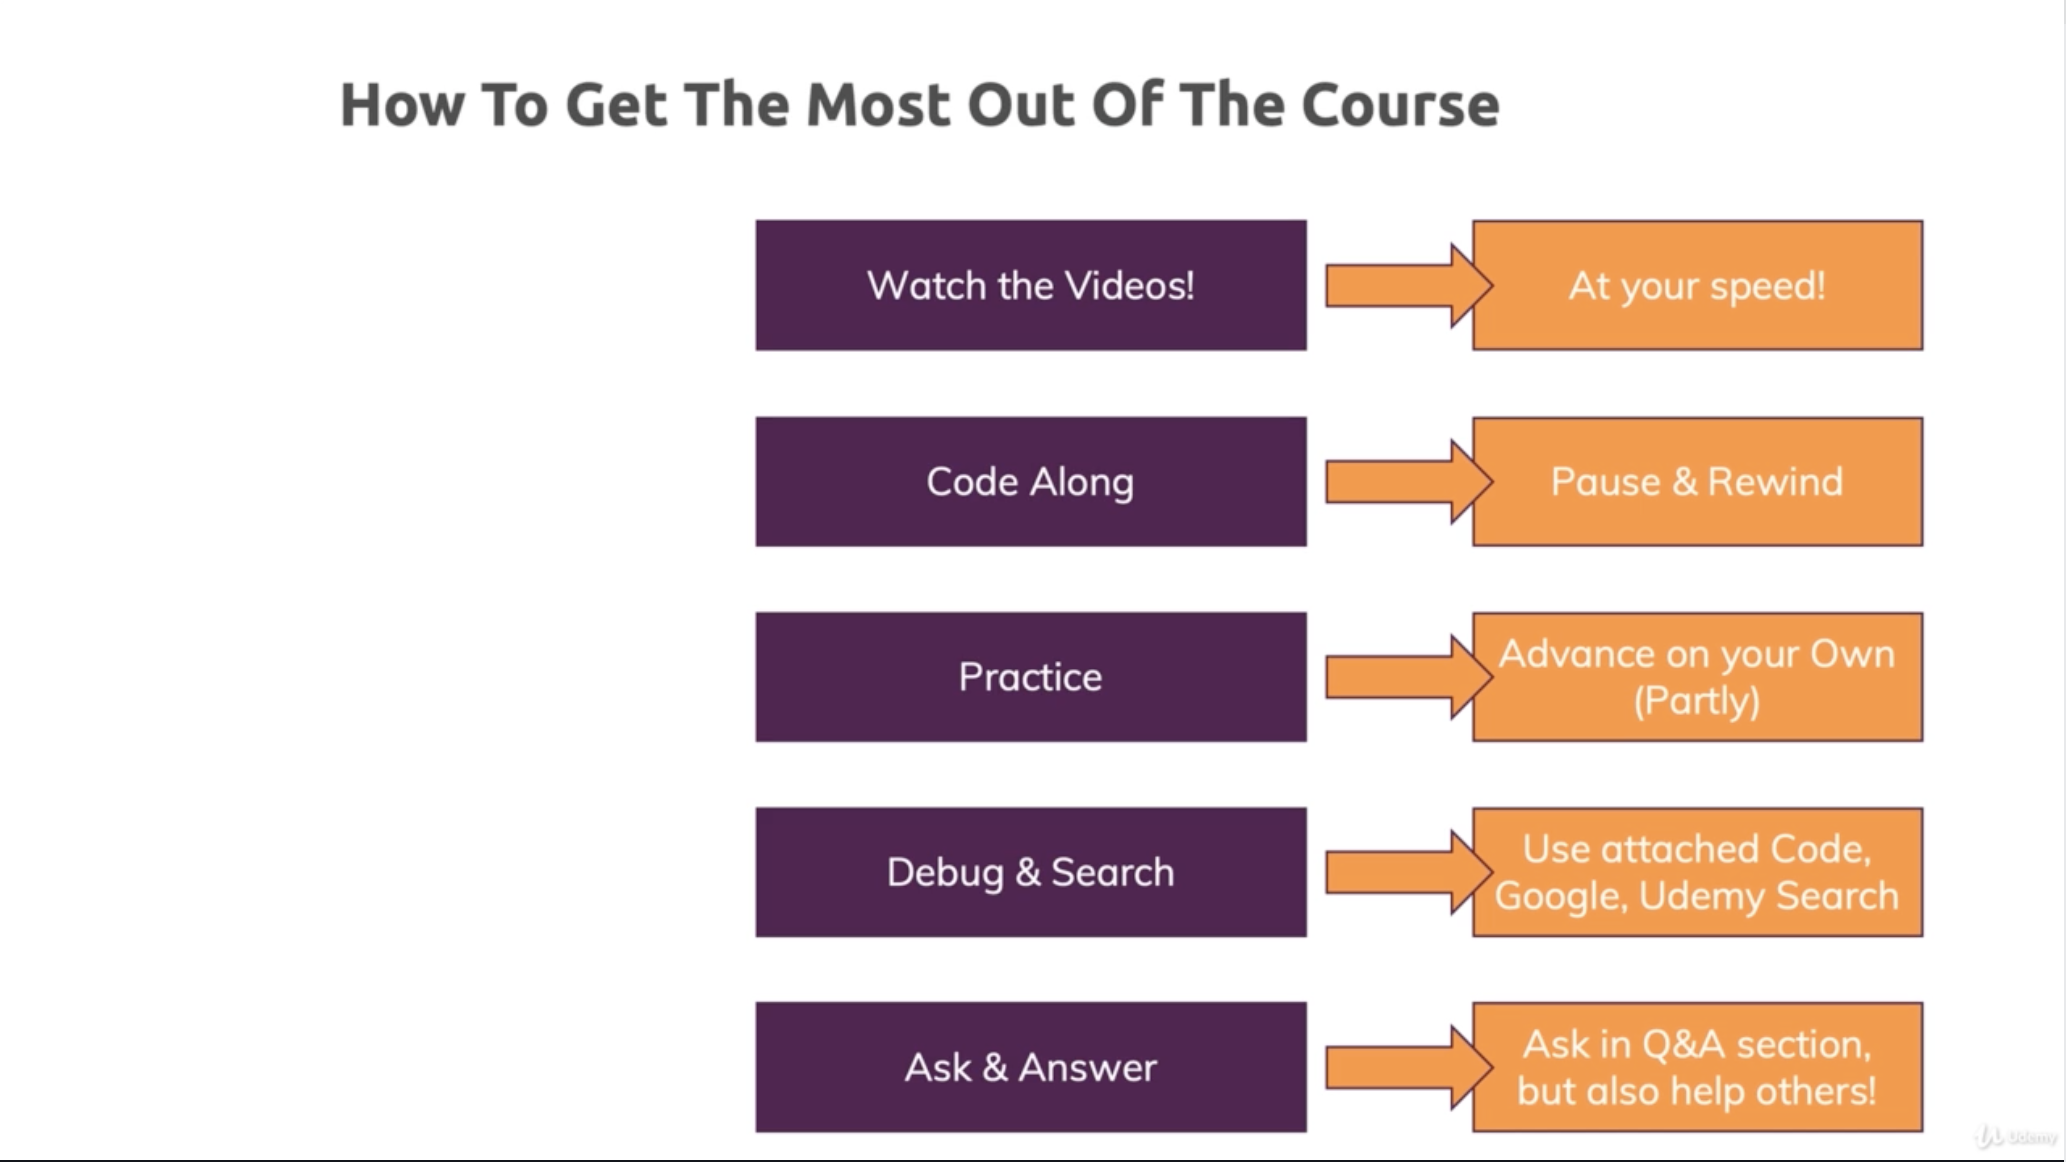 How To Get The Most Out Of The Course
Watch the Videos!
At your speed!
Code Along
Pause & Rewind
Practice
Advance on your Own
(Partly)
Debug & Search
Use attached Code,
Google, Udemy Search
Ask & Answer
Ask in Q&A section,
but also help others!
Udemy